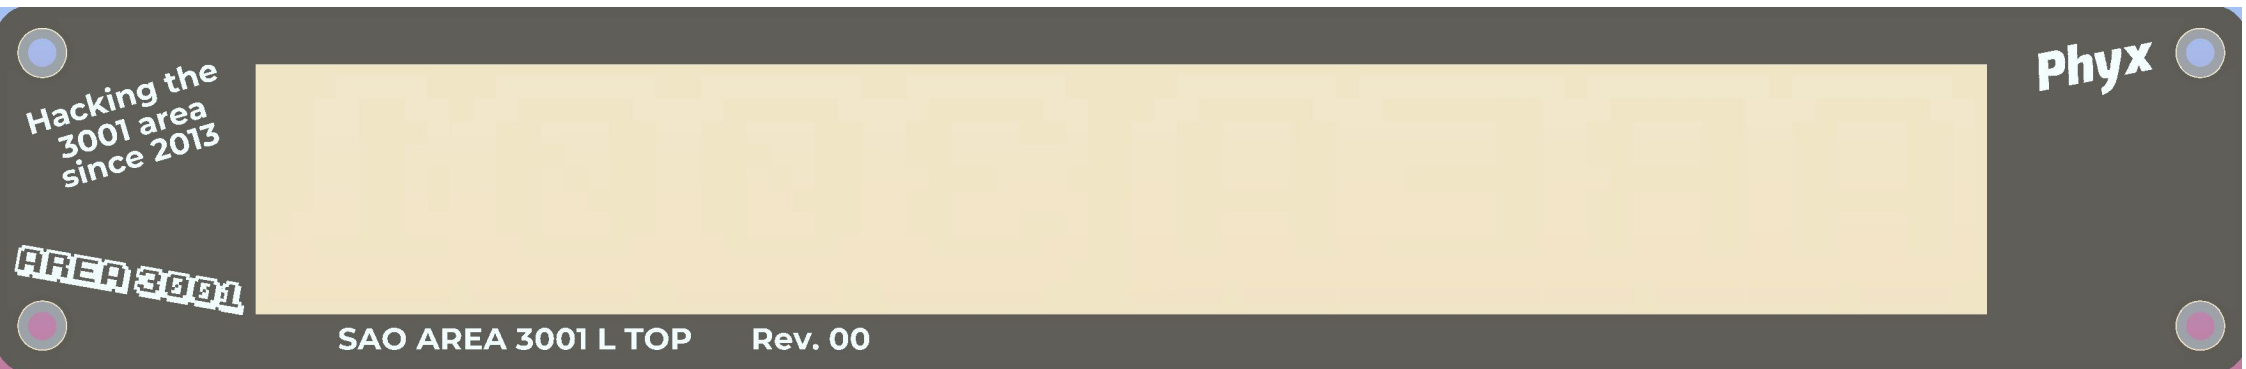 Hacking the
3001 area
since 2013
Phyx
AREA 3001
SAO AREA 3001 L TOP Rev. 00